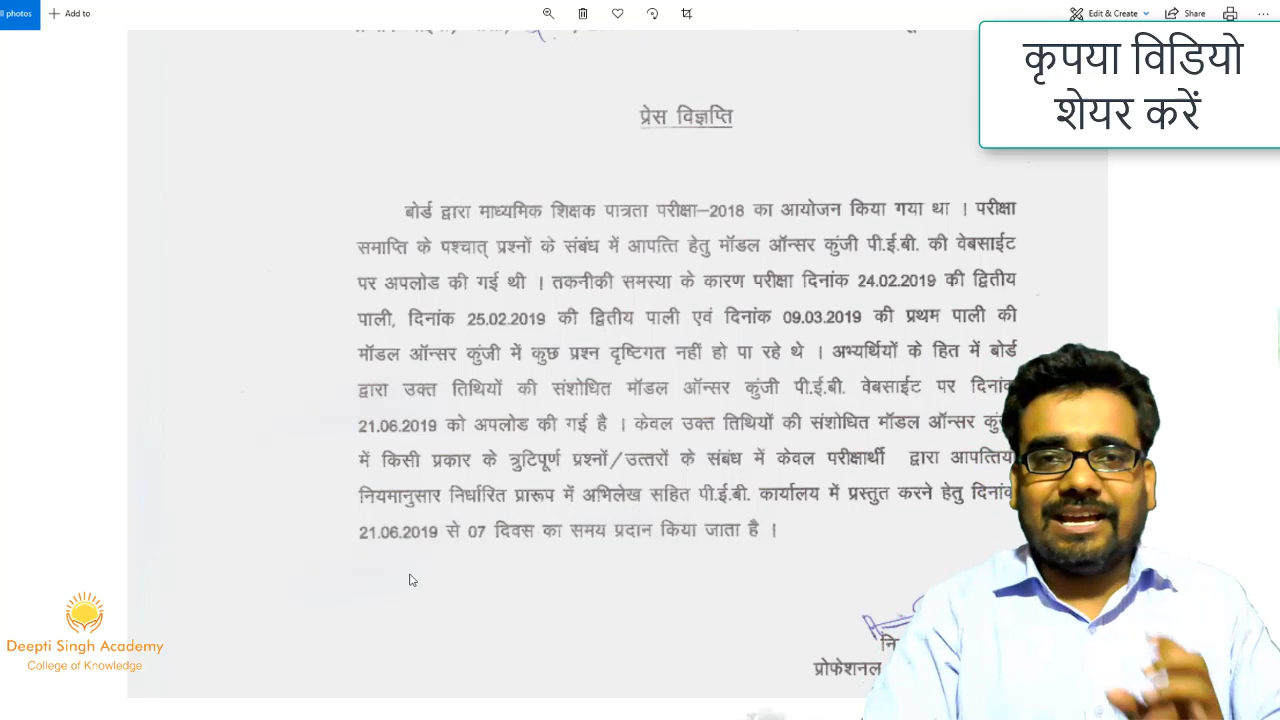 ll photos
Add to
Edit & Create
Share
कृपया विडियो
शेयर करें
प्रेस विज्ञप्ति
बोर्ड द्वारा माध्यमिक शिक्षक पात्रता परीक्षा–2018 का आयोजन किया गया था । परीक्षा
समाप्ति के पश्चात् प्रश्नों के संबंध में आपत्ति हेतु मॉडल ऑन्सर कुंजी पी.ई.बी. की वेबसाईट
पर अपलोड की गई थी । तकनीकी समस्या के कारण परीक्षा दिनांक 24.02.2019 की द्वितीय
पाली, दिनांक 25.02.2019 की द्वितीय पाली एवं दिनांक 09.03.2019 की प्रथम पाली की
मॉडल ऑन्सर कुंजी में कुछ प्रश्न दृष्टिगत नहीं हो पा रहे थे । अभ्यर्थियों के हित में बोर्ड
द्वारा उक्त तिथियों की संशोधित मॉडल ऑन्सर कुंजी पी.ई.बी. वेबसाईट पर दिनांक
21.06.2019 को अपलोड की गई है । केवल उक्त तिथियों की संशोधित मॉडल ऑन्सर
में किसी प्रकार के त्रुटिपूर्ण प्रश्नों/उत्तरों के संबंध में केवल परीक्षार्थी द्वारा
नियमानुसार निर्धारित प्रारूप में अभिलेख सहित पी.ई.बी. कार्यालय में प्रस्तुत करने हेतु दिनांक
21.06.2019 से 07 दिवस का समय प्रदान किया जाता है ।
नि
प्रोफेशनल
Deepti Singh Academy
College of Knowledge